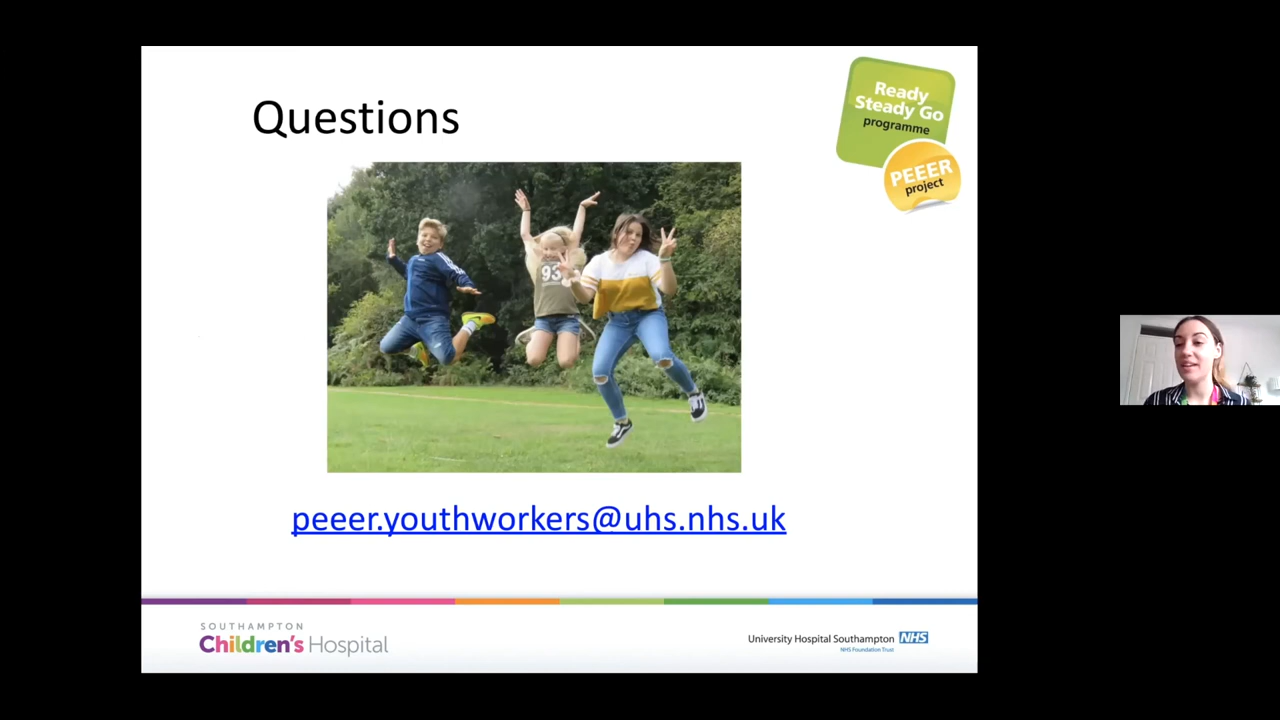 Questions
Ready
Steady Go
programme
PEEER
project
93
peeer.youthworkers@uhs.nhs.uk
SOUTHAMPTON
Children's Hospital
University Hospital Southampton NHS
NHS Foundation Trust